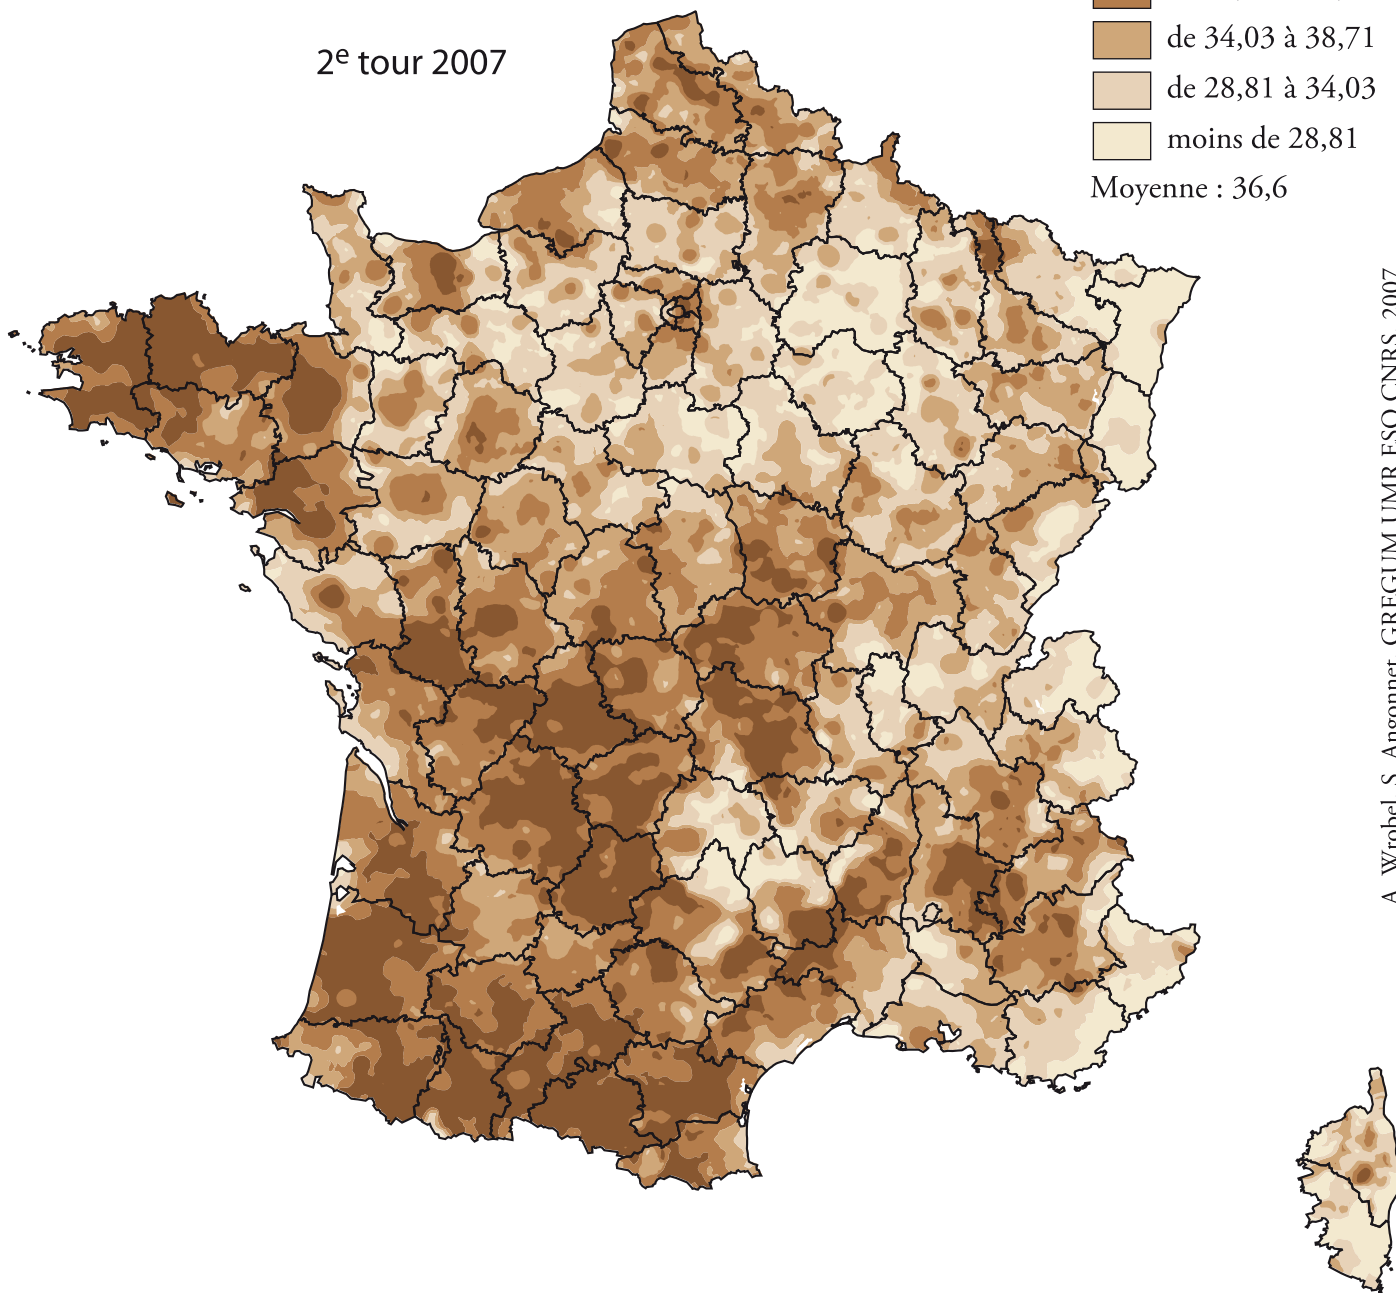 2e tour 2007
de 34,03 à 38,71
de 28,81 à 34,03
moins de 28,81
Moyenne : 36,6
A. Wrobel, S. Angonnet, GREGUM UMR ESO CNRS, 2007